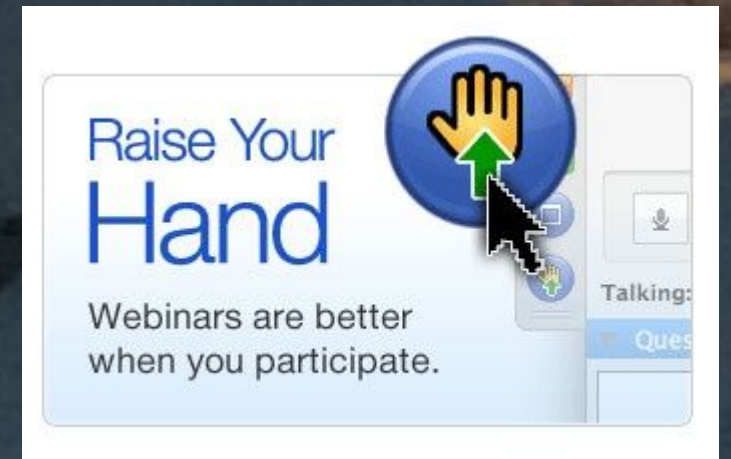 Raise Your
Hand
Webinars are better
when you participate.
Talking:
Ques